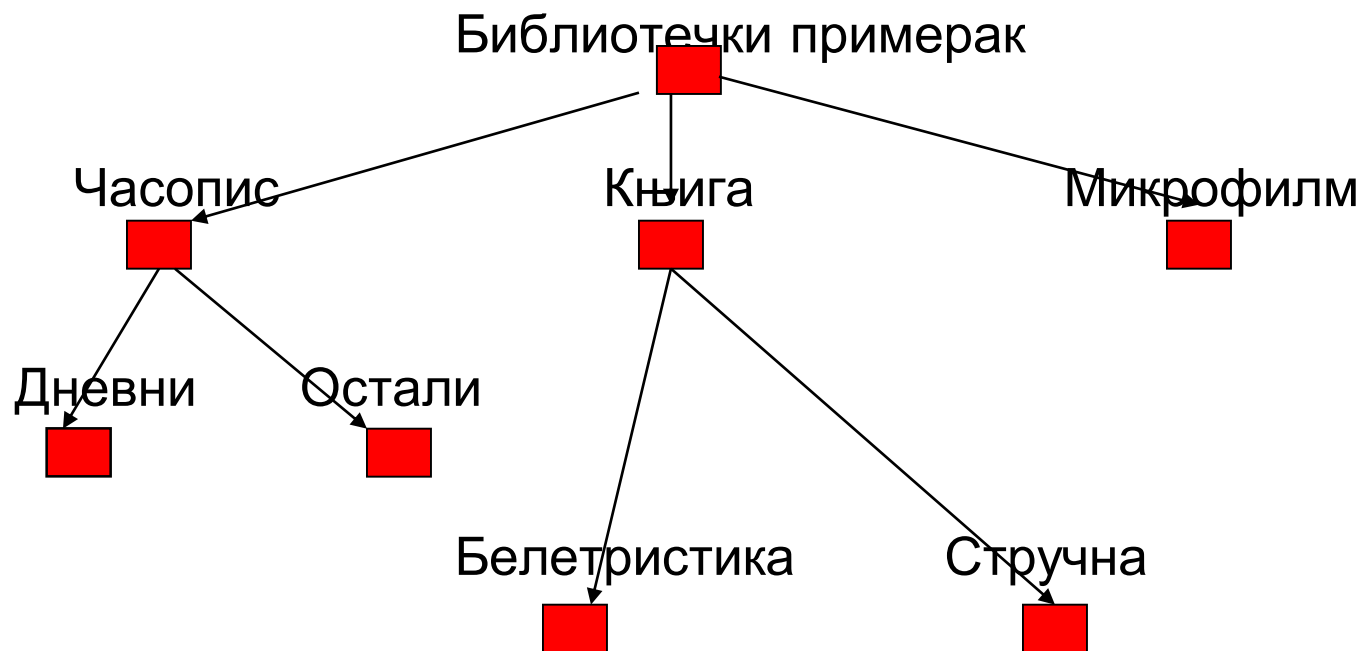 Библиотечки примерак
Часопис
Књига
Микрофилм
Дневни
Остали
Белетристика
Стручна